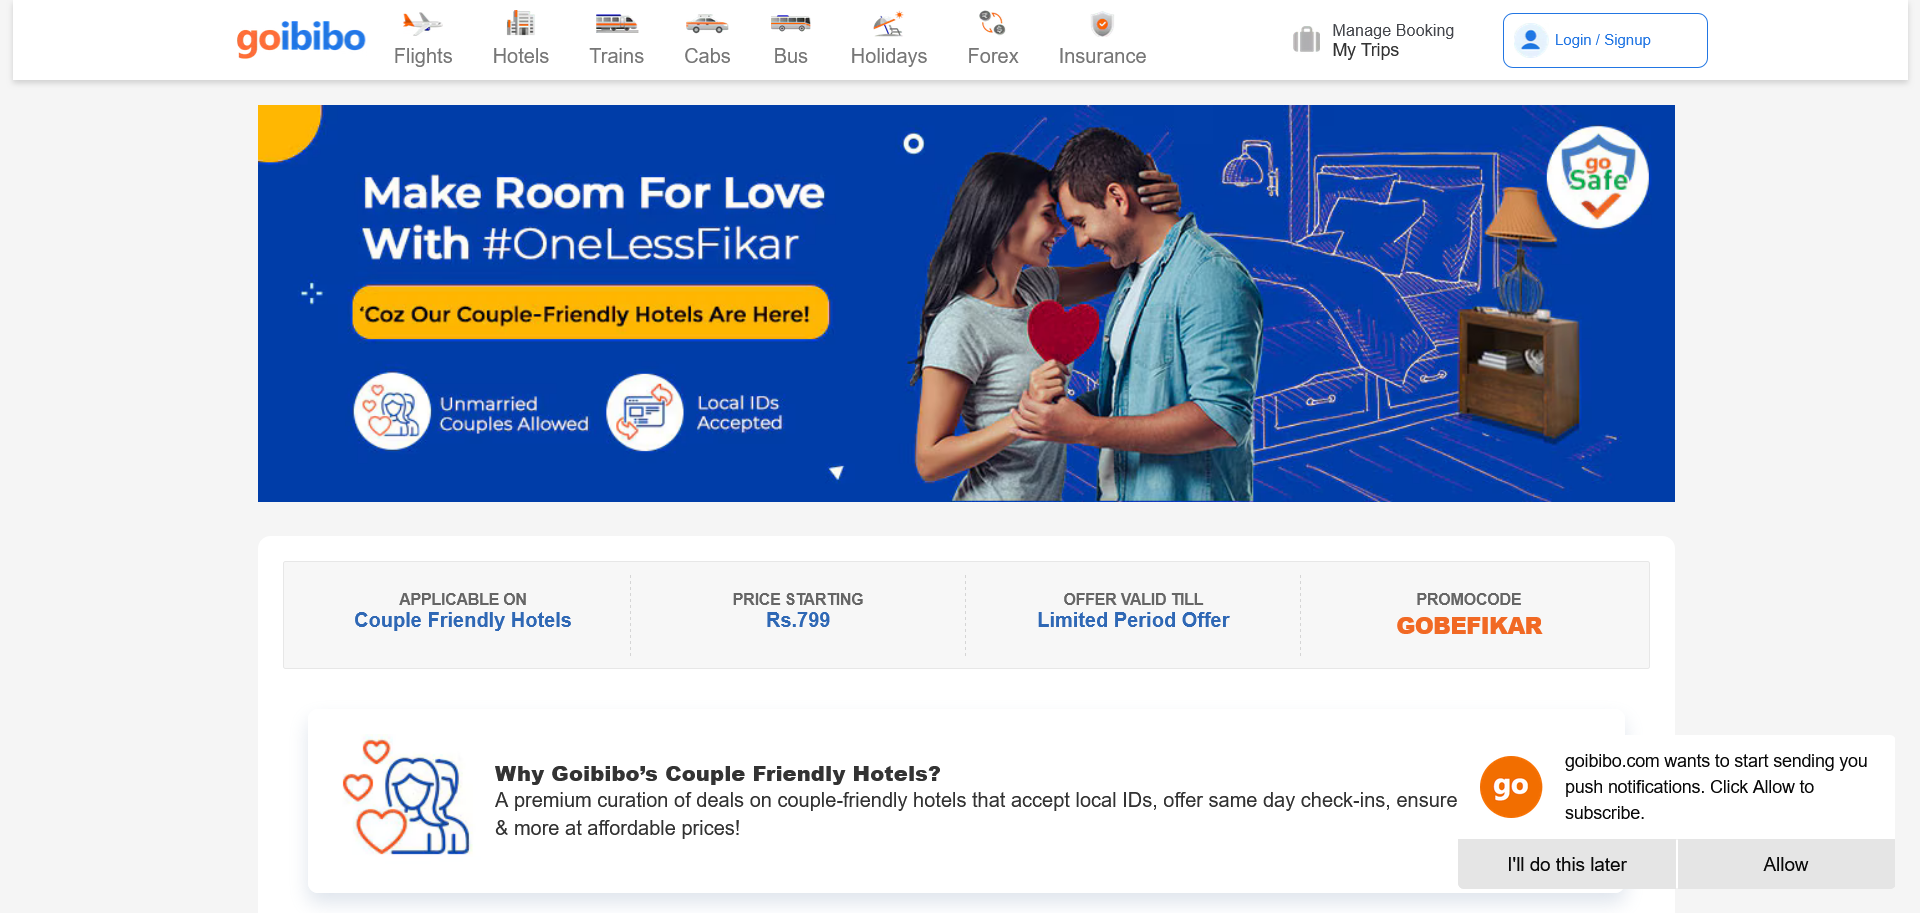 goibibo
Flights
Hotels
Trains
Cabs
Bus
Holidays
Forex
Insurance
Manage Booking
My Trips
Login / Signup
Make Room For Love
With #OneLessFikar
'Coz Our Couple-Friendly Hotels Are Here!
Unmarried
Couples Allowed
Local IDs
Accepted
go
Safe
APPLICABLE ON
Couple Friendly Hotels
PRICE STARTING
Rs.799
OFFER VALID TILL
Limited Period Offer
PROMOCODE
GOBEFIKAR
Why Goibibo’s Couple Friendly Hotels?
A premium curation of deals on couple-friendly hotels that accept local IDs, offer same day check-ins, ensure
& more at affordable prices!
go
goibibo.com wants to start sending you
push notifications. Click Allow to
subscribe.
I'll do this later
Allow